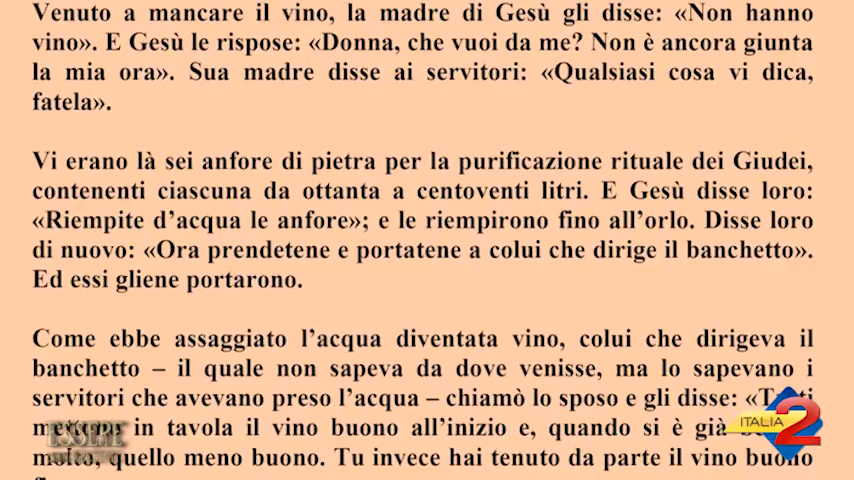 Venuto a mancare il vino, la madre di Gesù gli disse: «Non hanno
vino». E Gesù le rispose: «Donna, che vuoi da me? Non è ancora giunta
la mia ora». Sua madre disse ai servitori: «Qualsiasi cosa vi dica,
fatela».
Vi erano là sei anfore di pietra per la purificazione rituale dei Giudei,
contenenti ciascuna da ottanta a centoventi litri. E Gesù disse loro:
«Riempite d’acqua le anfore»; e le riempirono fino all’orlo. Disse loro
di nuovo: «Ora prendetene e portatene a colui che dirige il banchetto».
Ed essi gliene portarono.
Come ebbe assaggiato l’acqua diventata vino, colui che dirigeva il
banchetto – il quale non sapeva da dove venisse, ma lo sapevano i
servitori che avevano preso l’acqua – chiamò lo sposo e gli disse:
in tavola il vino buono all’inizio e, quando si è già
molto, quello meno buono. Tu invece hai tenuto da parte il vino buono
ITALIA 2